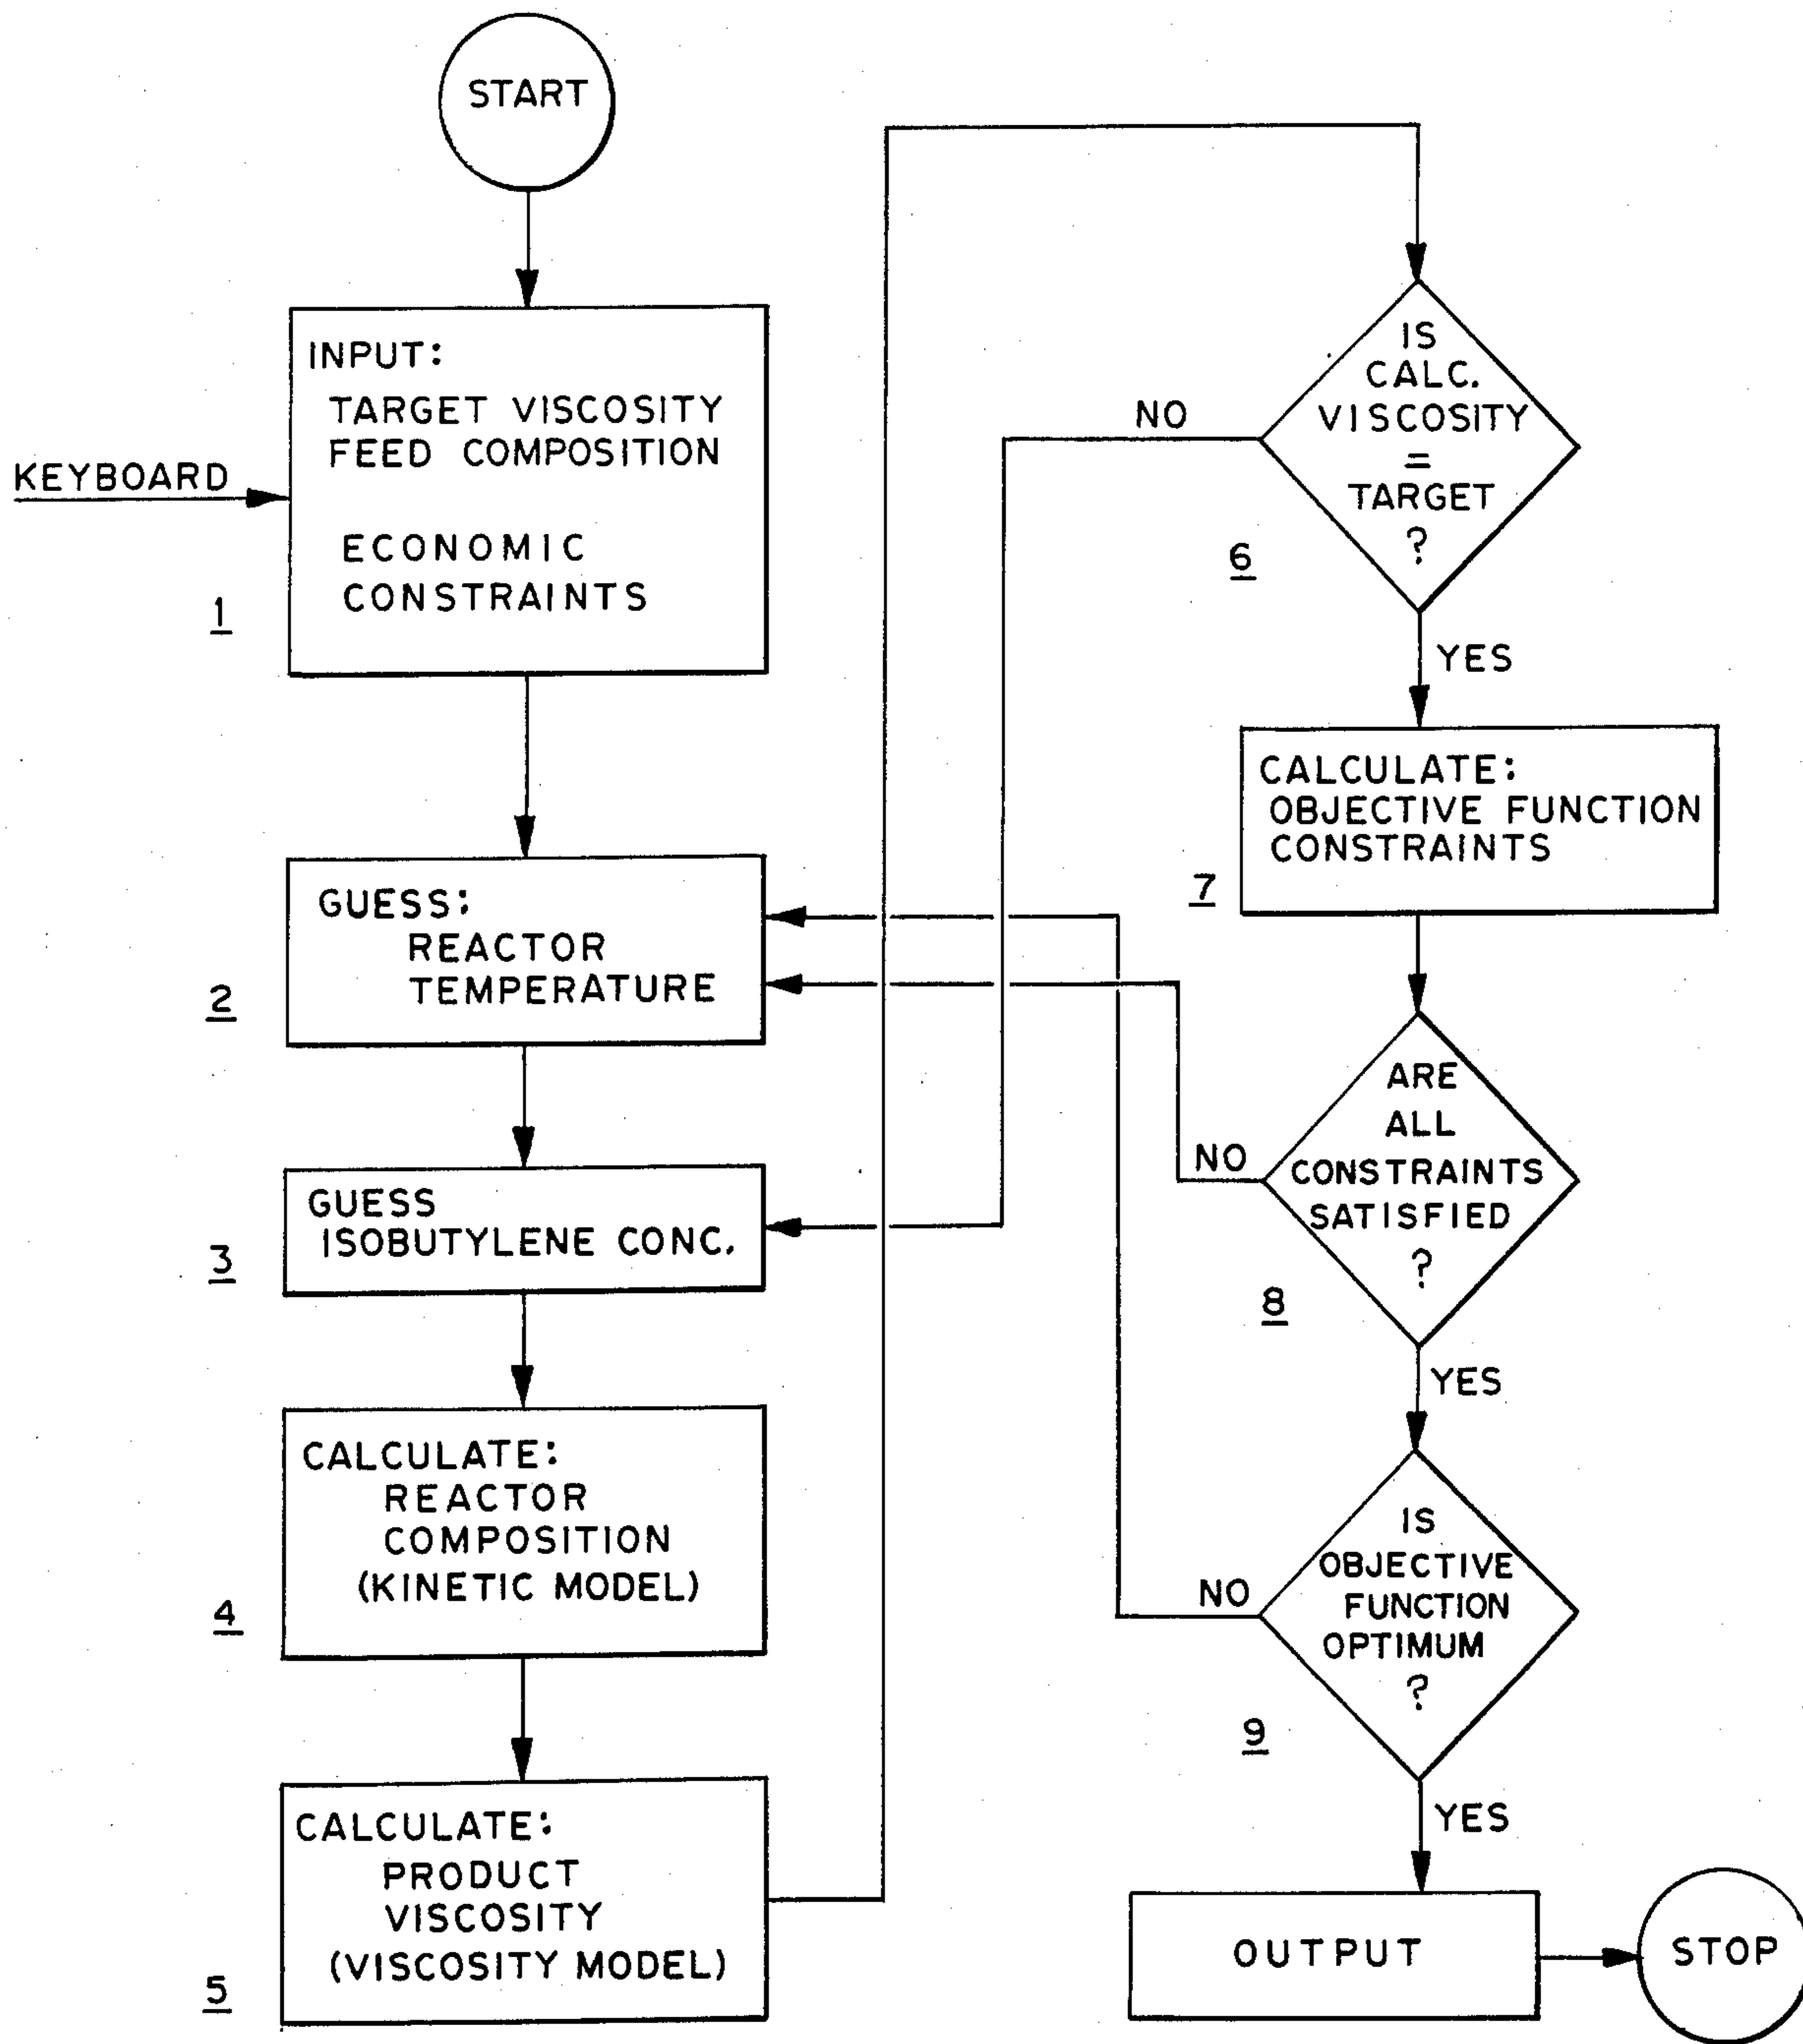 START
KEYBOARD
INPUT:
TARGET VISCOSITY
FEED COMPOSITION
ECONOMIC
CONSTRAINTS
1
GUESS:
REACTOR
TEMPERATURE
2
GUESS
ISOBUTYLENE CONC.
3
CALCULATE:
REACTOR
COMPOSITION
(KINETIC MODEL)
4
CALCULATE:
PRODUCT
VISCOSITY
(VISCOSITY MODEL)
5
IS
CALC.
VISCOSITY
=
TARGET
?
NO
6
YES
CALCULATE:
OBJECTIVE FUNCTION
CONSTRAINTS
7
ARE
ALL
CONSTRAINTS
SATISFIED
?
NO
8
YES
IS
OBJECTIVE
FUNCTION
OPTIMUM
?
NO
9
YES
OUTPUT
STOP